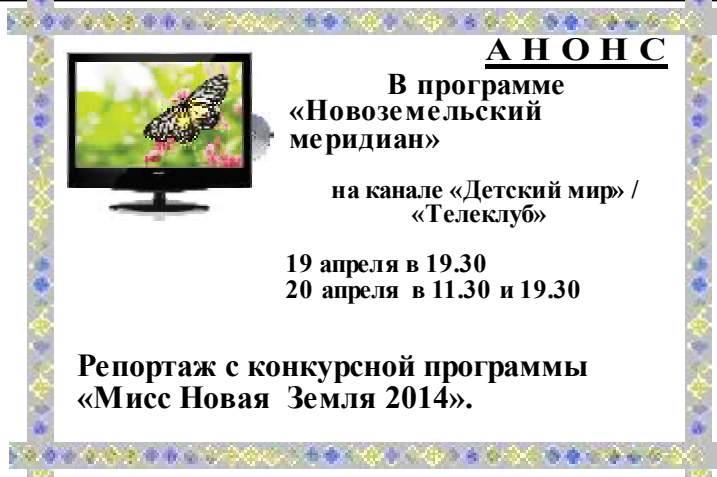 АНОНС
В программе
«Новоземельский
меридиан»
на канале «Детский мир» /
«Телеклуб»
19 апреля в 19.30
20 апреля в 11.30 и 19.30
Репортаж с конкурсной программы
«Мисс Новая Земля 2014».